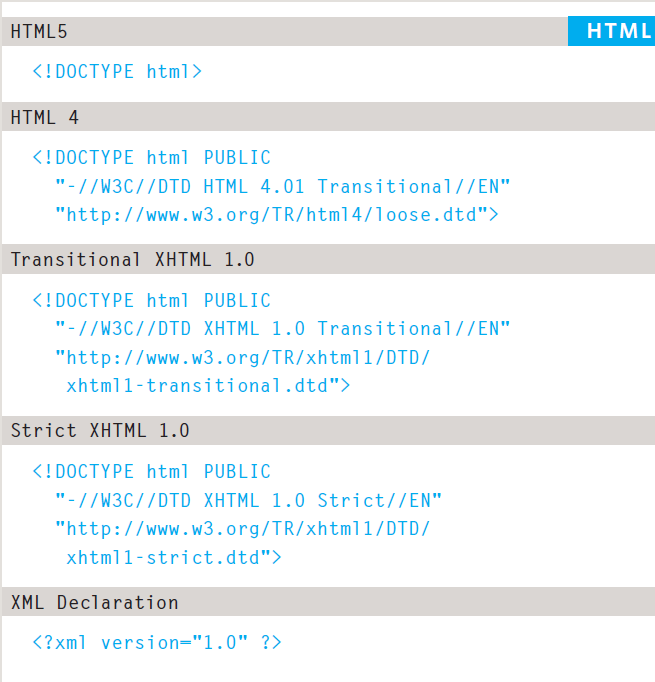 HTML5
HTML
<!DOCTYPE html>
HTML 4
<!DOCTYPE html PUBLIC
"-//W3C//DTD HTML 4.01 Transitional//EN"
"http://www.w3.org/TR/html4/loose.dtd">
Transitional XHTML 1.0
<!DOCTYPE html PUBLIC
"-//W3C//DTD XHTML 1.0 Transitional//EN"
"http://www.w3.org/TR/xhtml1/DTD/
xhtml1-transitional.dtd">
Strict XHTML 1.0
<!DOCTYPE html PUBLIC
"-//W3C//DTD XHTML 1.0 Strict//EN"
"http://www.w3.org/TR/xhtml1/DTD/
xhtml1-strict.dtd">
XML Declaration
<?xml version="1.0" ?>